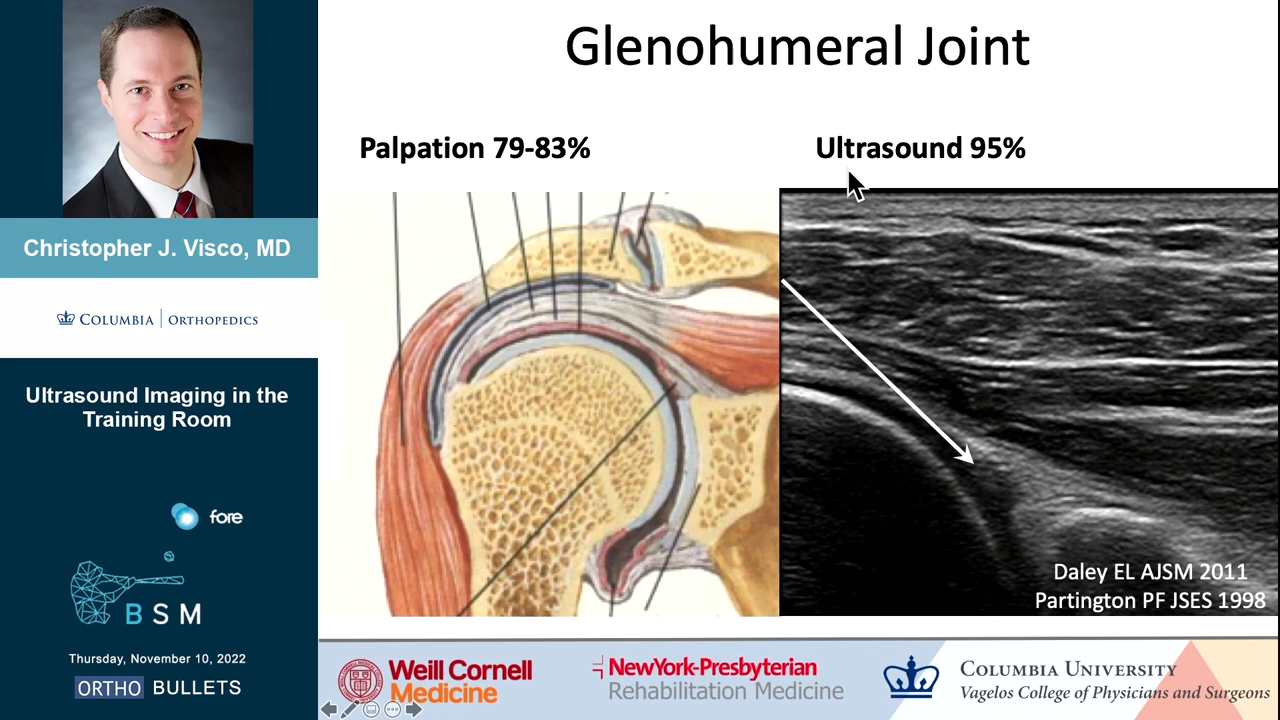 Glenohumeral Joint
Palpation 79-83%
Ultrasound 95%
Christopher J. Visco, MD
COLUMBIA | ORTHOPEDICS
Ultrasound Imaging in the
Training Room
fore
BSM
Thursday, November 10, 2022
ORTHO BULLETS
Daley EL AJSM 2011
Partington PF JSES 1998
Weill Cornell
Medicine
NewYork-Presbyterian
Rehabilitation Medicine
COLUMBIA UNIVERSITY
Vagelos College of Physicians and Surgeons